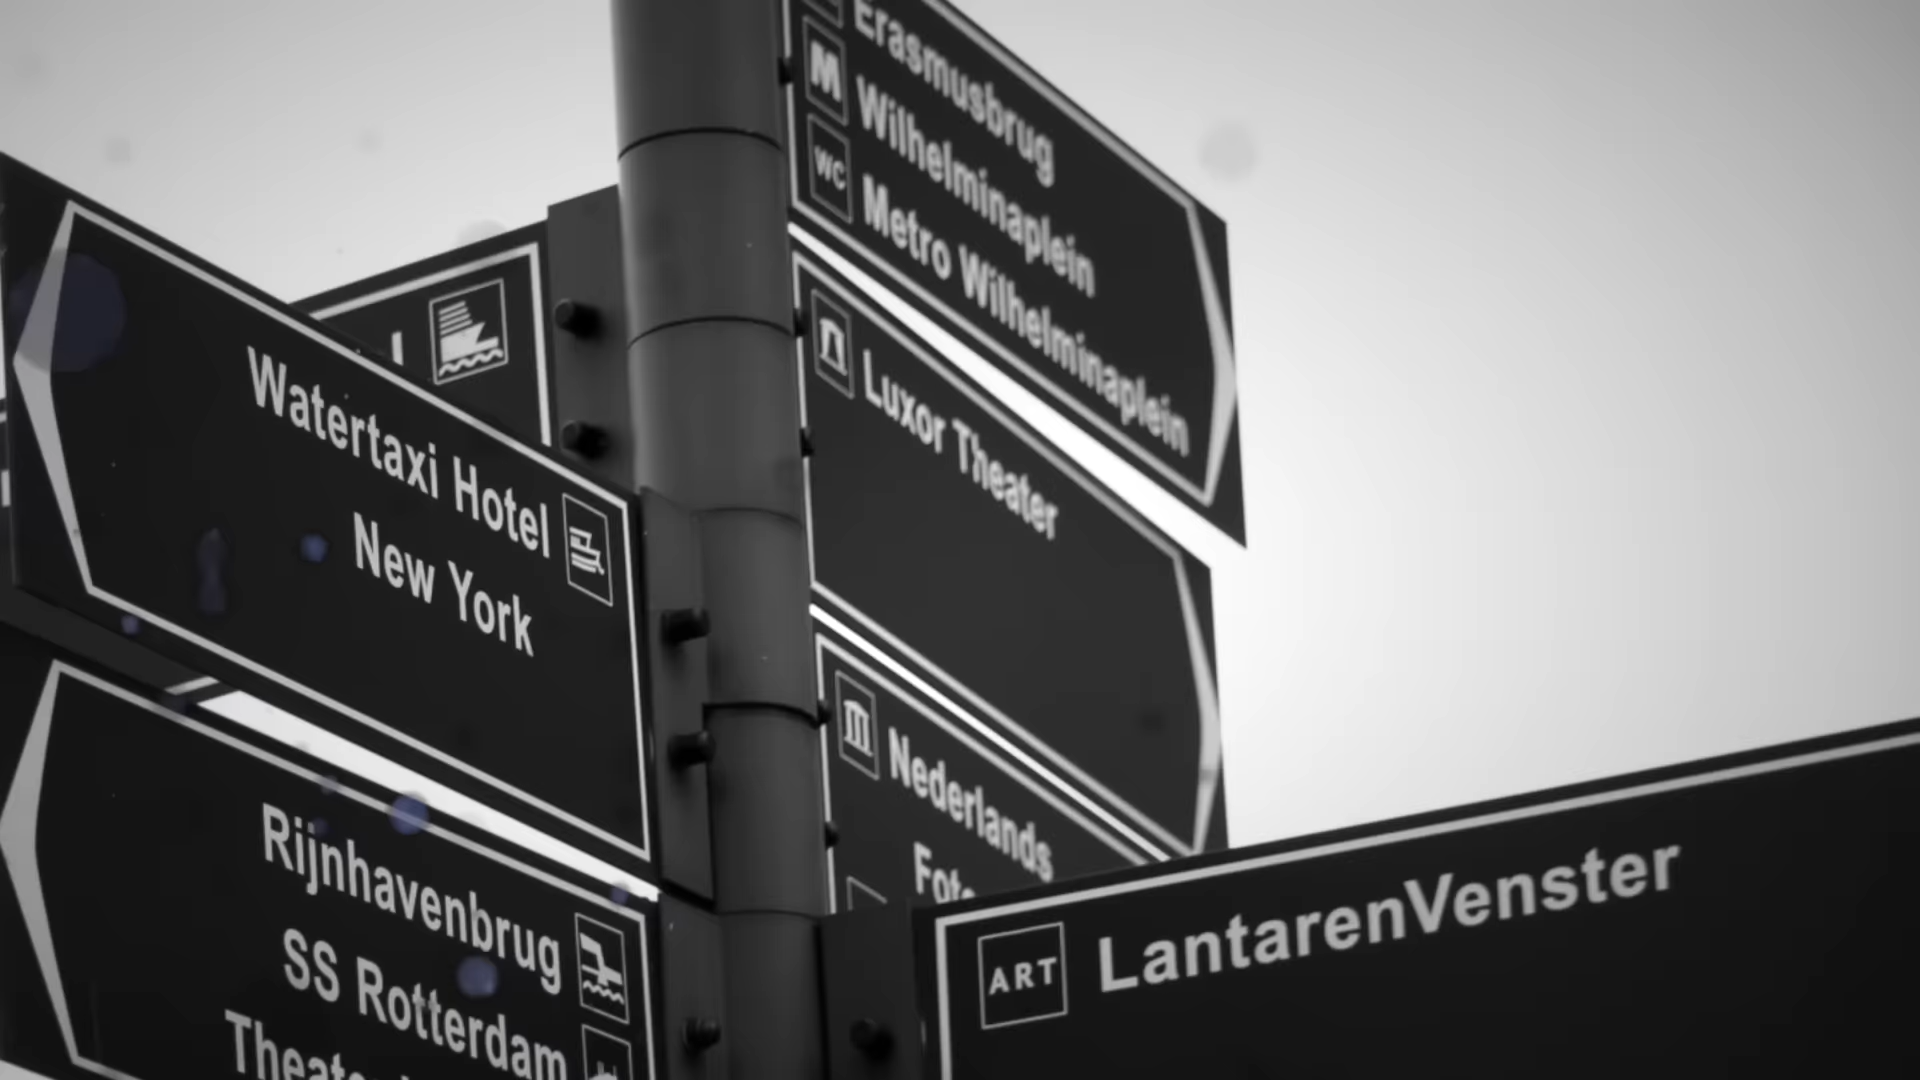 Erasmusbrug
M Wilhelminaplein
WC Metro Wilhelminaplein
Luxor Theater
Watertaxi Hotel
New York
Nederlands
Rijnhavenbrug
SS Rotterdam
ART LantarenVenster